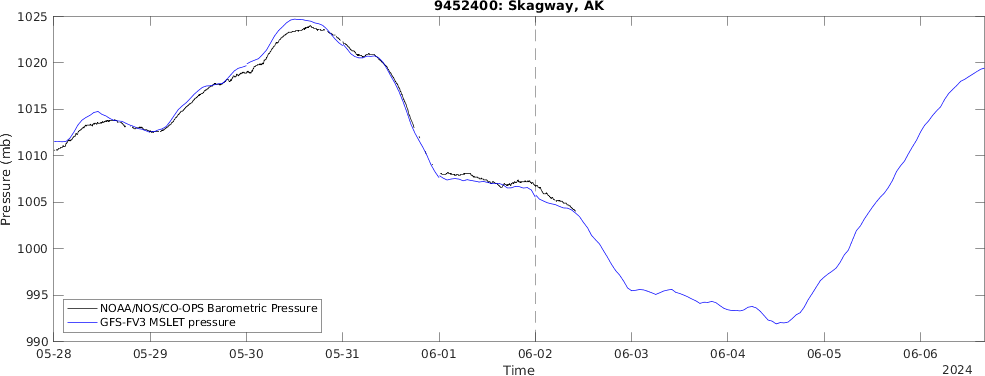 9452400: Skagway, AK
1025
1020
1015
1010
1005
1000
995
990
Pressure (mb)
NOAA/NOS/CO-OPS Barometric Pressure
GFS-FV3 MSLET pressure
05-28 05-29 05-30 05-31 06-01 06-02 06-03 06-04 06-05 06-06
Time
2024